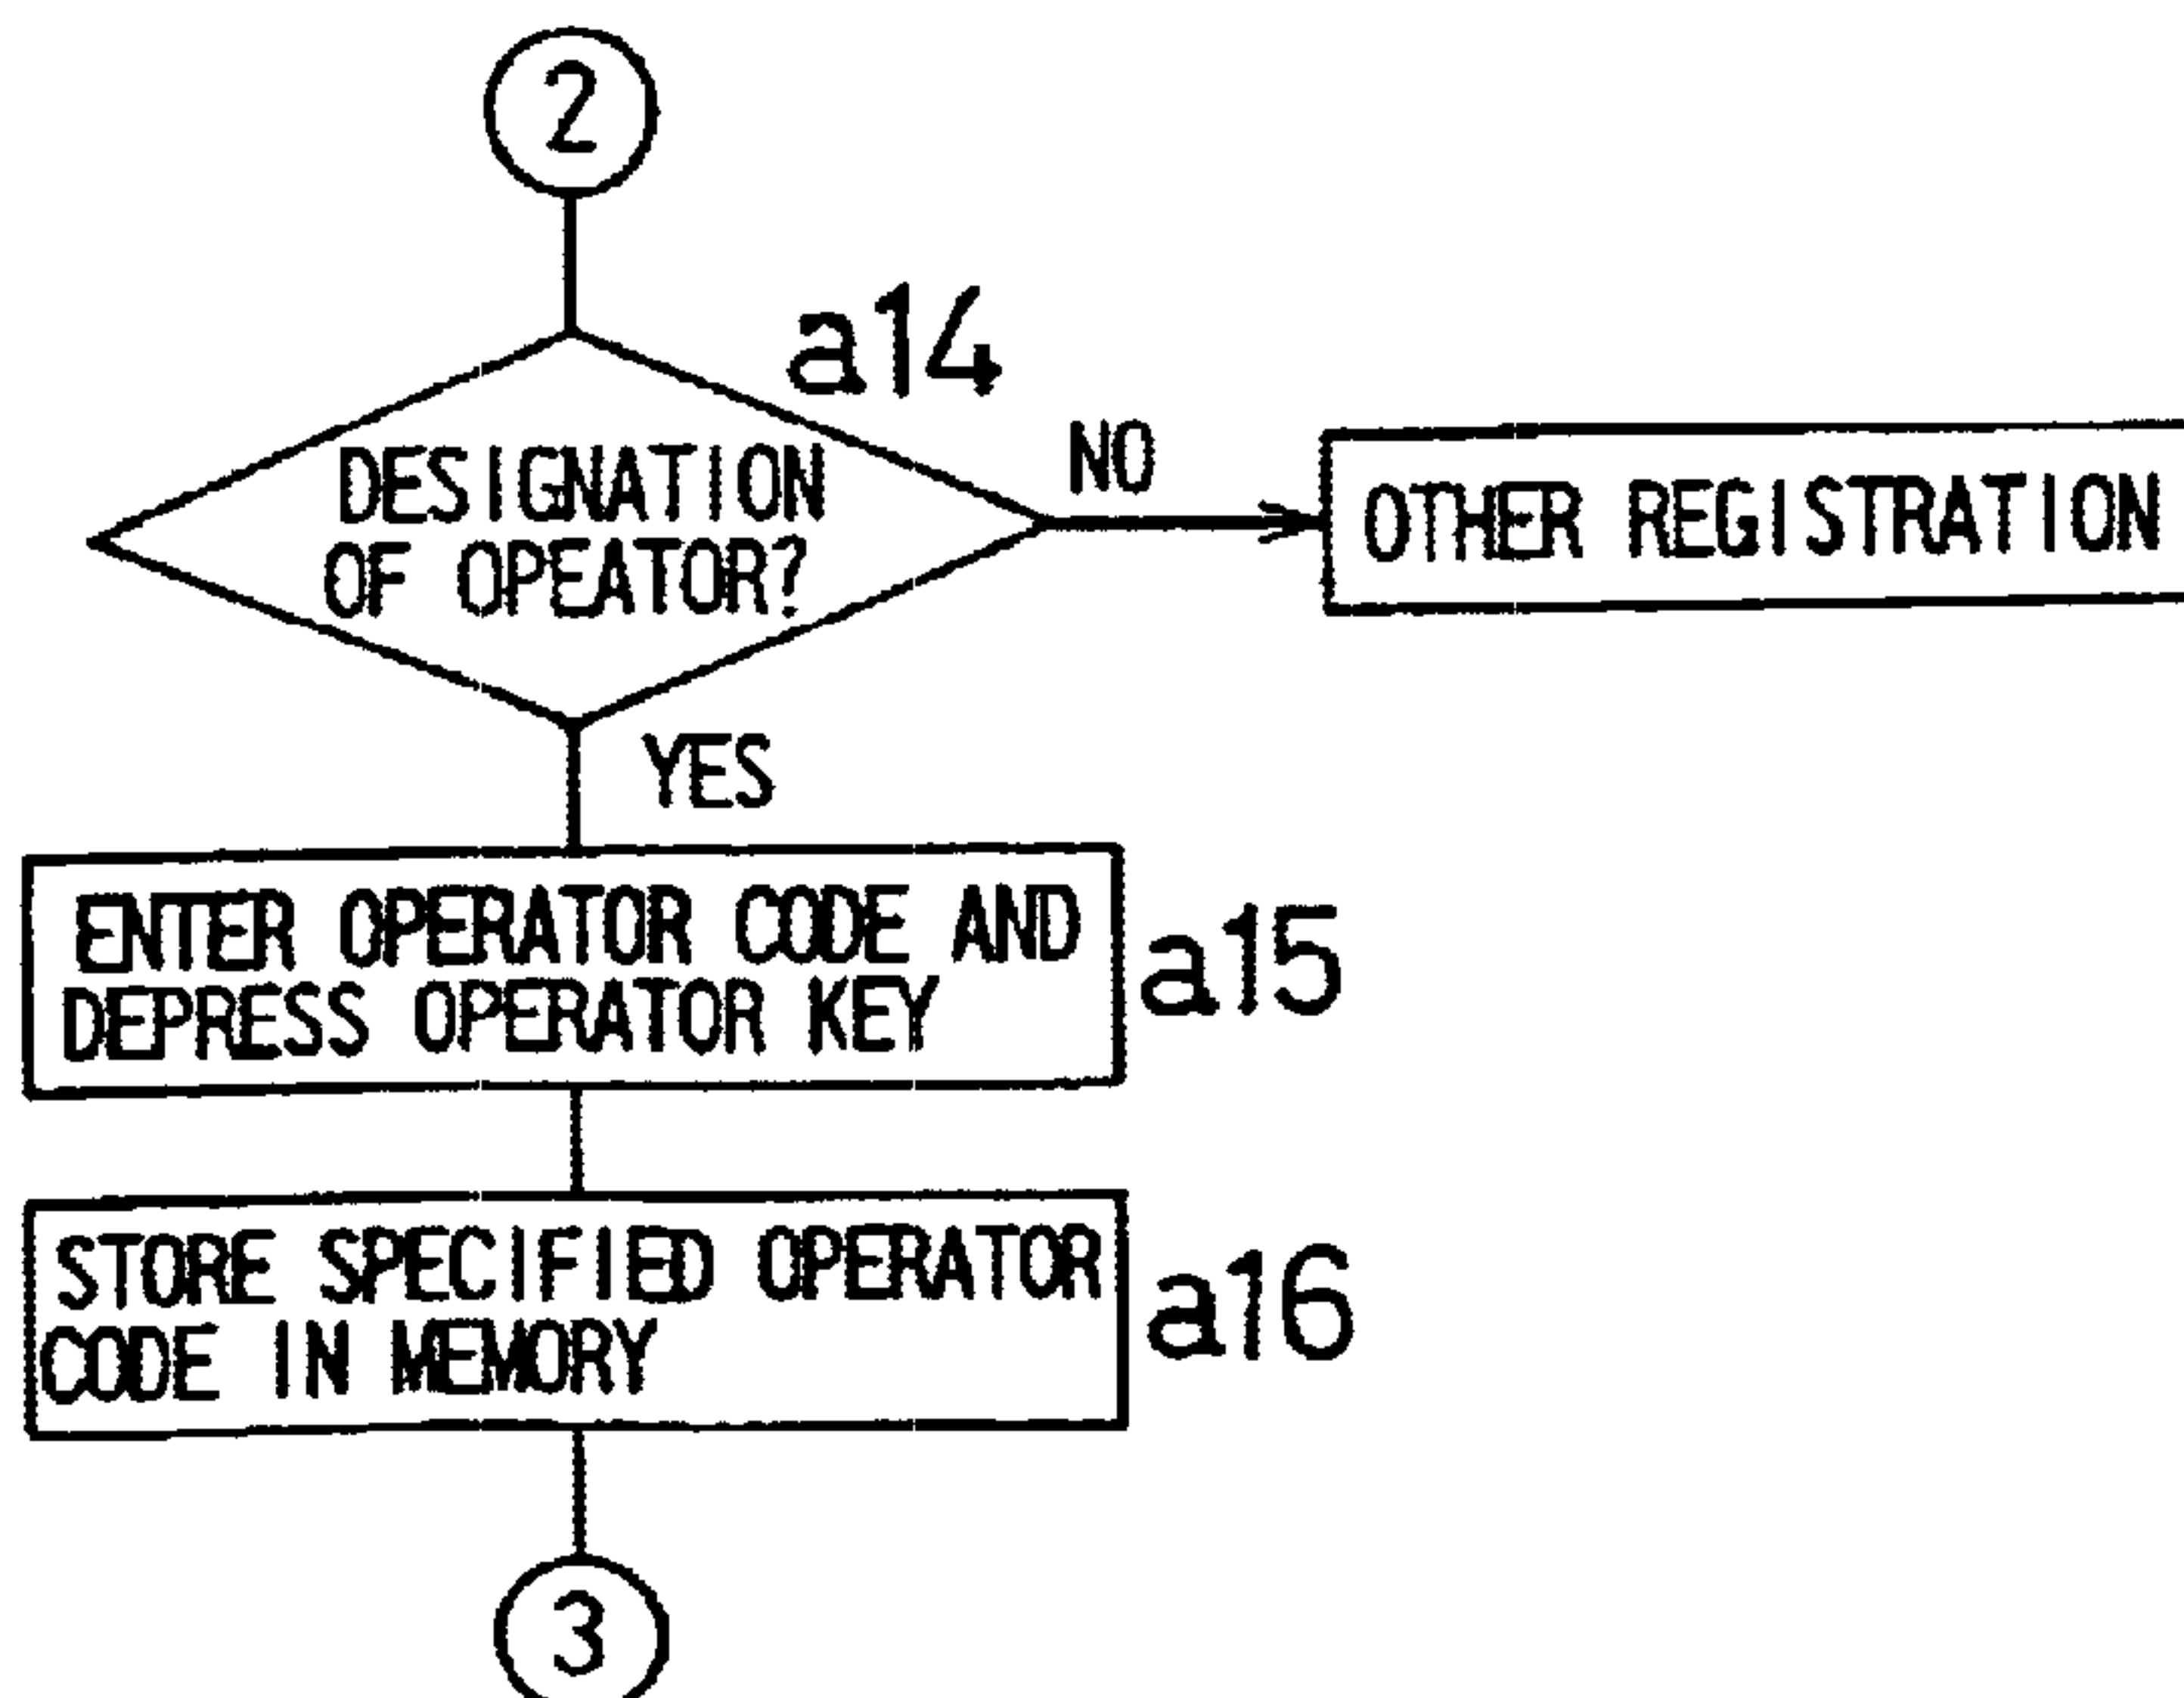 2
a14
DESIGNATION
OF OPEATOR?
NO
OTHER REGISTRATION
YES
ENTER OPERATOR CODE AND
DEPRESS OPERATOR KEY
a15
STORE SPECIFIED OPERATOR
CODE IN MEMORY
a16
3